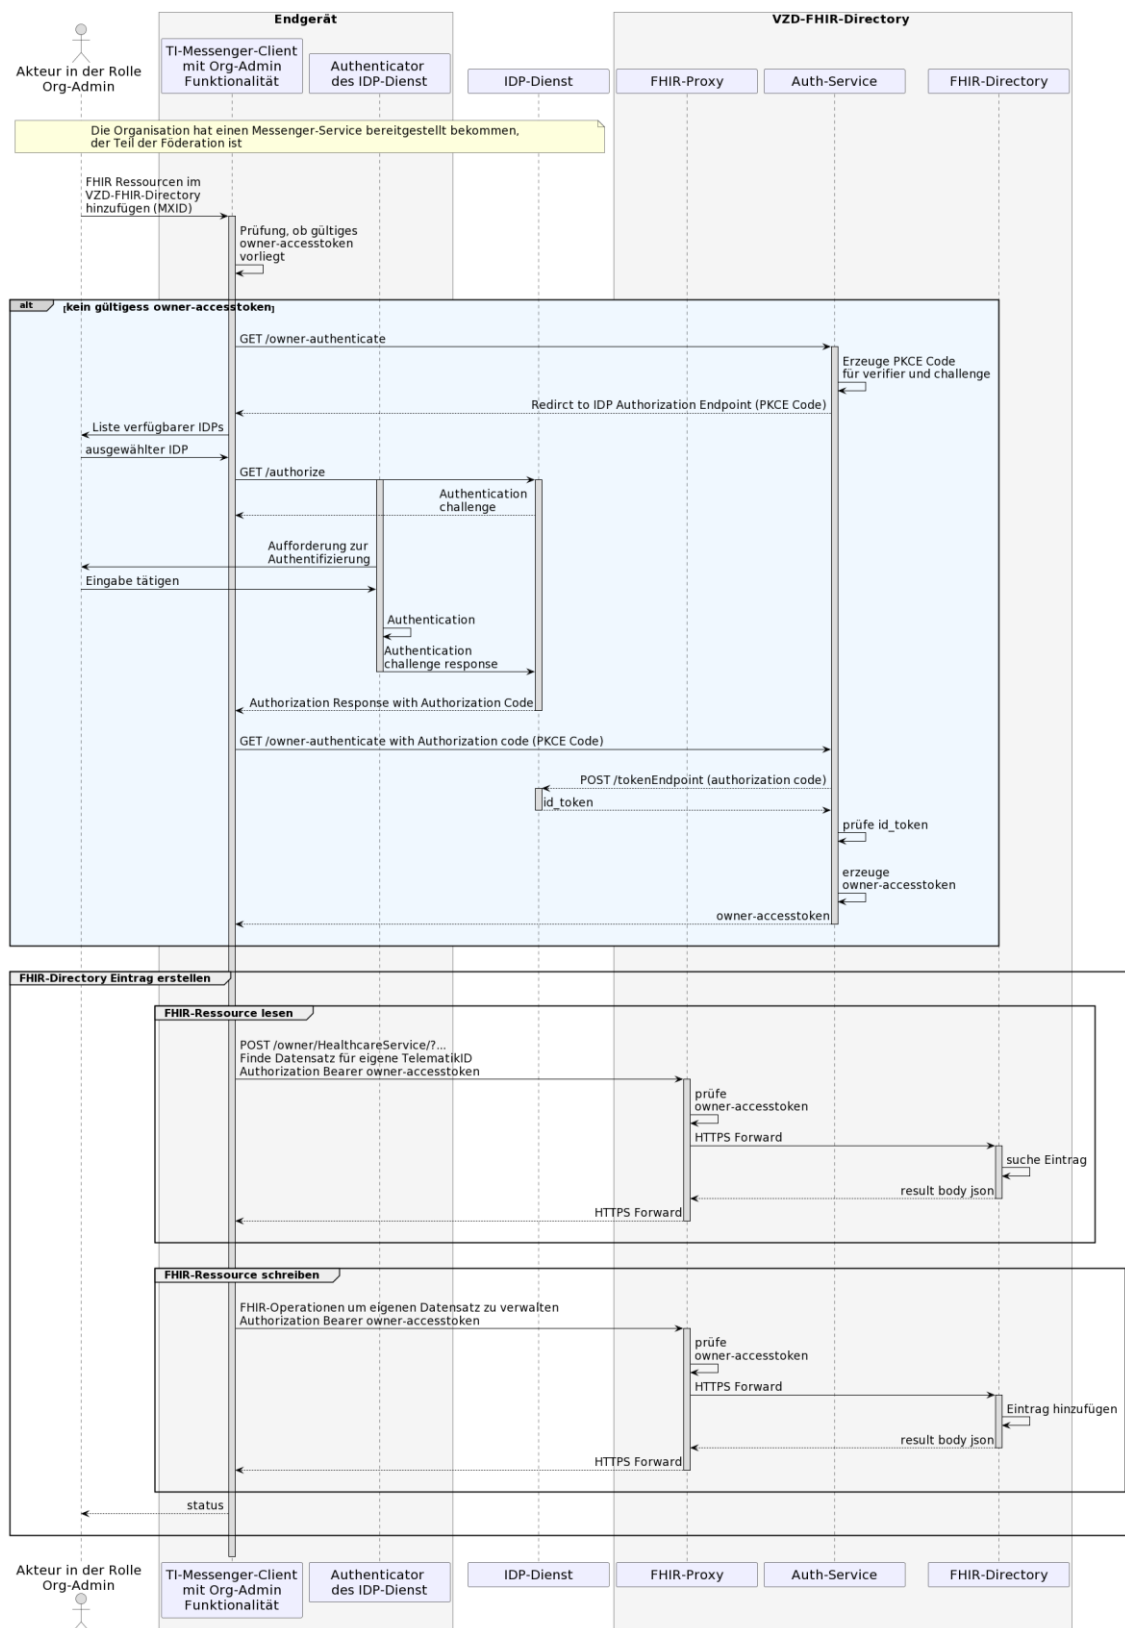 Endgerät
VZD-FHIR-Directory
Akteur in der Rolle
Org-Admin
TI-Messenger-Client
mit Org-Admin
Funktionalität
Authenticator
des IDP-Dienst
IDP-Dienst
FHIR-Proxy
Auth-Service
FHIR-Directory
Die Organisation hat einen Messenger-Service bereitgestellt bekommen,
der Teil der Föderation ist
FHIR Ressourcen im
VZD-FHIR-Directory
hinzufügen (MXID)
Prüfung, ob gültiges
owner-accesstoken
vorliegt
alt
[kein gültigess owner-accesstoken]
GET /owner-authenticate
Erzeuge PKCE Code
für verifier und challenge
Redirct to IDP Authorization Endpoint (PKCE Code)
Liste verfügbarer IDPs
ausgewählter IDP
GET /authorize
Authentication
challenge
Aufforderung zur
Authentifizierung
Eingabe tätigen
Authentication
Authentication
challenge response
Authorization Response with Authorization Code
GET /owner-authenticate with Authorization code (PKCE Code)
POST /tokenEndpoint (authorization code)
id_token
prüfe id_token
erzeuge
owner-accesstoken
owner-accesstoken
FHIR-Directory Eintrag erstellen
FHIR-Ressource lesen
POST /owner/HealthcareService/?...
Finde Datensatz für eigene TelematikID
Authorization Bearer owner-accesstoken
prüfe
owner-accesstoken
HTTPS Forward
suche Eintrag
result body json
HTTPS Forward
FHIR-Ressource schreiben
FHIR-Operationen um eigenen Datensatz zu verwalten
Authorization Bearer owner-accesstoken
prüfe
owner-accesstoken
HTTPS Forward
Eintrag hinzufügen
result body json
HTTPS Forward
status
Akteur in der Rolle
Org-Admin
TI-Messenger-Client
mit Org-Admin
Funktionalität
Authenticator
des IDP-Dienst
IDP-Dienst
FHIR-Proxy
Auth-Service
FHIR-Directory